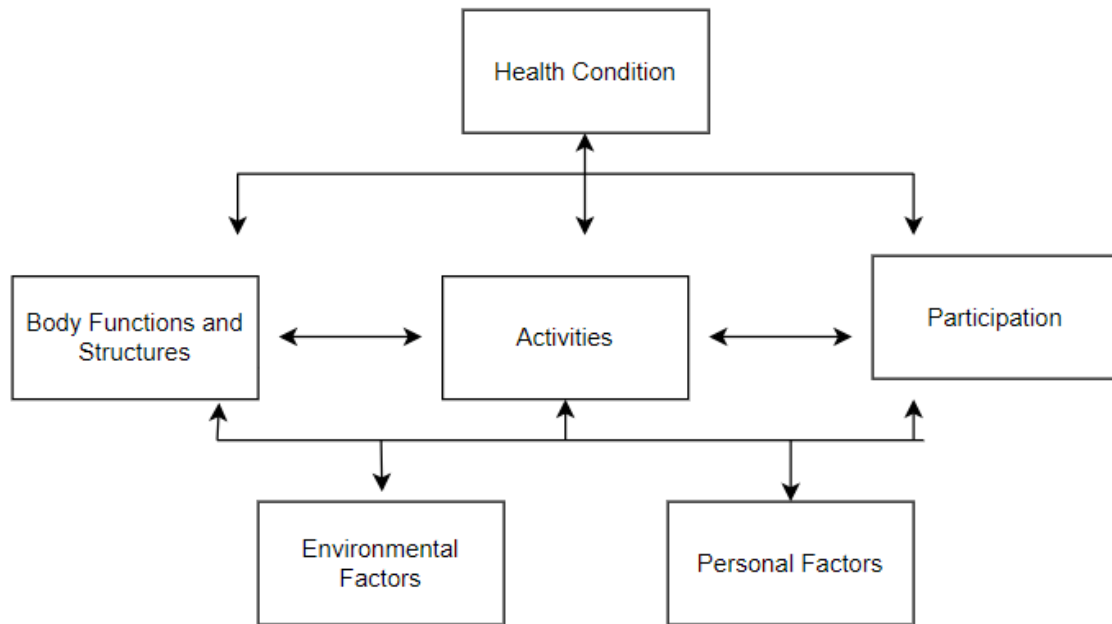 Health Condition
Body Functions and
Structures
Activities
Participation
Environmental
Factors
Personal Factors